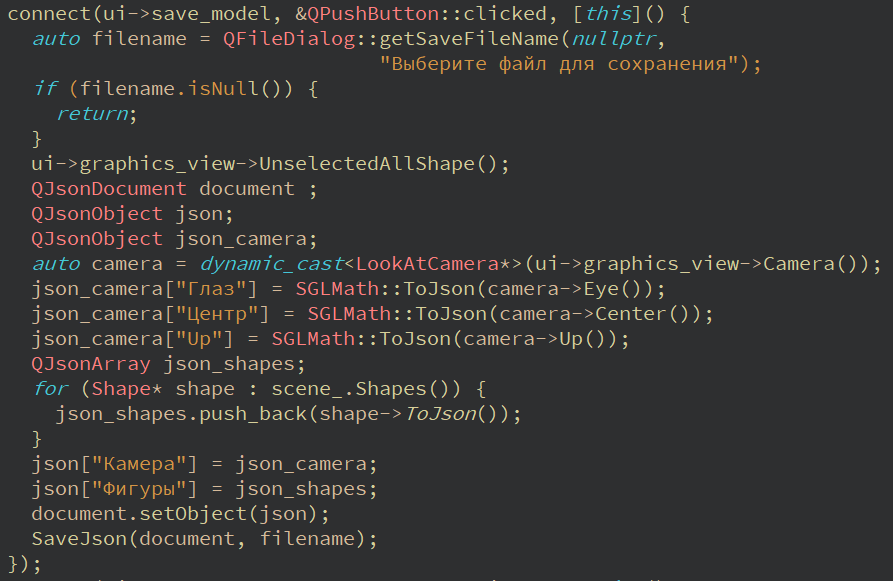 connect(ui->save_model, &QPushButton::clicked, [this]() {
  auto filename = QFileDialog::getSaveFileName(nullptr,
                               "Выберите файл для сохранения");
  if (filename.isNull()) {
    return;
  }
  ui->graphics_view->UnselectedAllShape();
  QJsonDocument document ;
  QJsonObject json;
  QJsonObject json_camera;
  auto camera = dynamic_cast<LookAtCamera*>(ui->graphics_view->Camera());
  json_camera["Глаз"] = SGLMath::ToJson(camera->Eye());
  json_camera["Центр"] = SGLMath::ToJson(camera->Center());
  json_camera["Up"] = SGLMath::ToJson(camera->Up());
  QJsonArray json_shapes;
  for (Shape* shape : scene_.Shapes()) {
    json_shapes.push_back(shape->ToJson());
  }
  json["Камера"] = json_camera;
  json["Фигуры"] = json_shapes;
  document.setObject(json);
  SaveJson(document, filename);
});